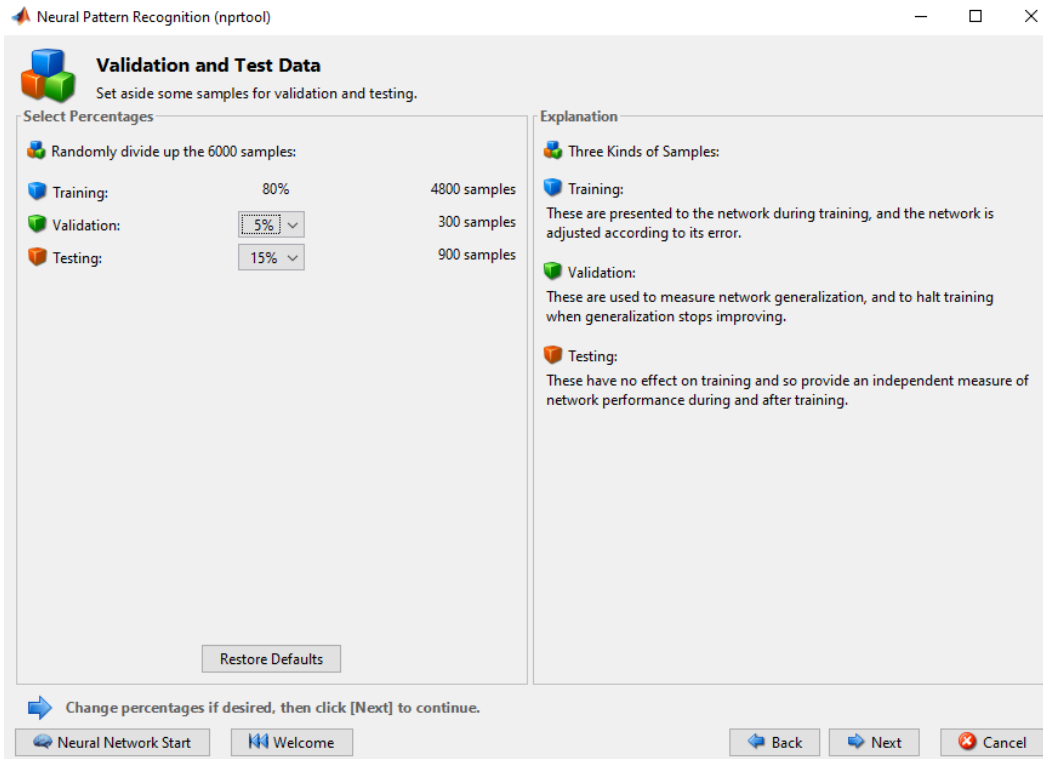 Neural Pattern Recognition (nprtool)
Validation and Test Data
Set aside some samples for validation and testing.
Select Percentages
Randomly divide up the 6000 samples:
Training: 80% 4800 samples
Validation: 5% 300 samples
Testing: 15% 900 samples
Restore Defaults
Explanation
Three Kinds of Samples:
Training:
These are presented to the network during training, and the network is
adjusted according to its error.
Validation:
These are used to measure network generalization, and to halt training
when generalization stops improving.
Testing:
These have no effect on training and so provide an independent measure of
network performance during and after training.
Change percentages if desired, then click [Next] to continue.
Neural Network Start Welcome Back Next Cancel